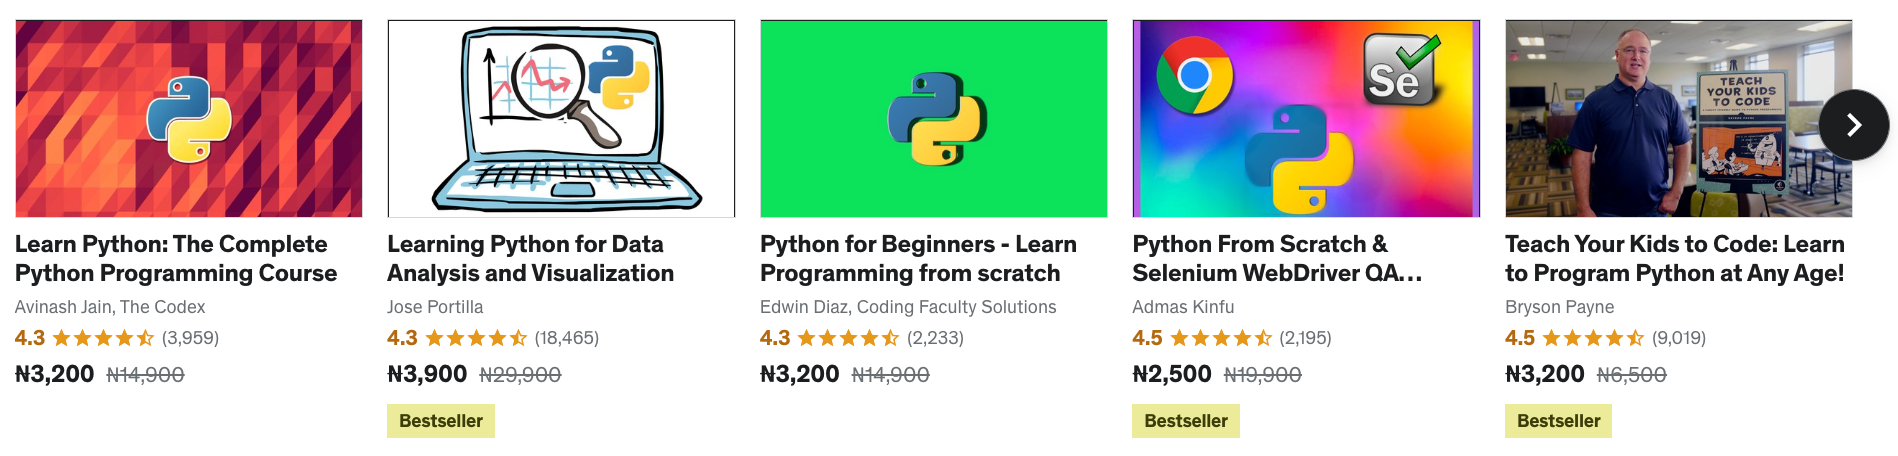 Se
TEACH
YOUR KIDS
TO CODE
Learn Python: The Complete
Python Programming Course
Avinash Jain, The Codex
4.3 (3,959)
₦3,200 ₦14,900
Learning Python for Data
Analysis and Visualization
Jose Portilla
4.3 (18,465)
₦3,900 ₦29,900
Bestseller
Python for Beginners - Learn
Programming from scratch
Edwin Diaz, Coding Faculty Solutions
4.3 (2,233)
₦3,200 ₦14,900
Python From Scratch &
Selenium WebDriver QA...
Admas Kinfu
4.5 (2,195)
₦2,500 ₦19,900
Bestseller
Teach Your Kids to Code: Learn
to Program Python at Any Age!
Bryson Payne
4.5 (9,019)
₦3,200 ₦6,500
Bestseller